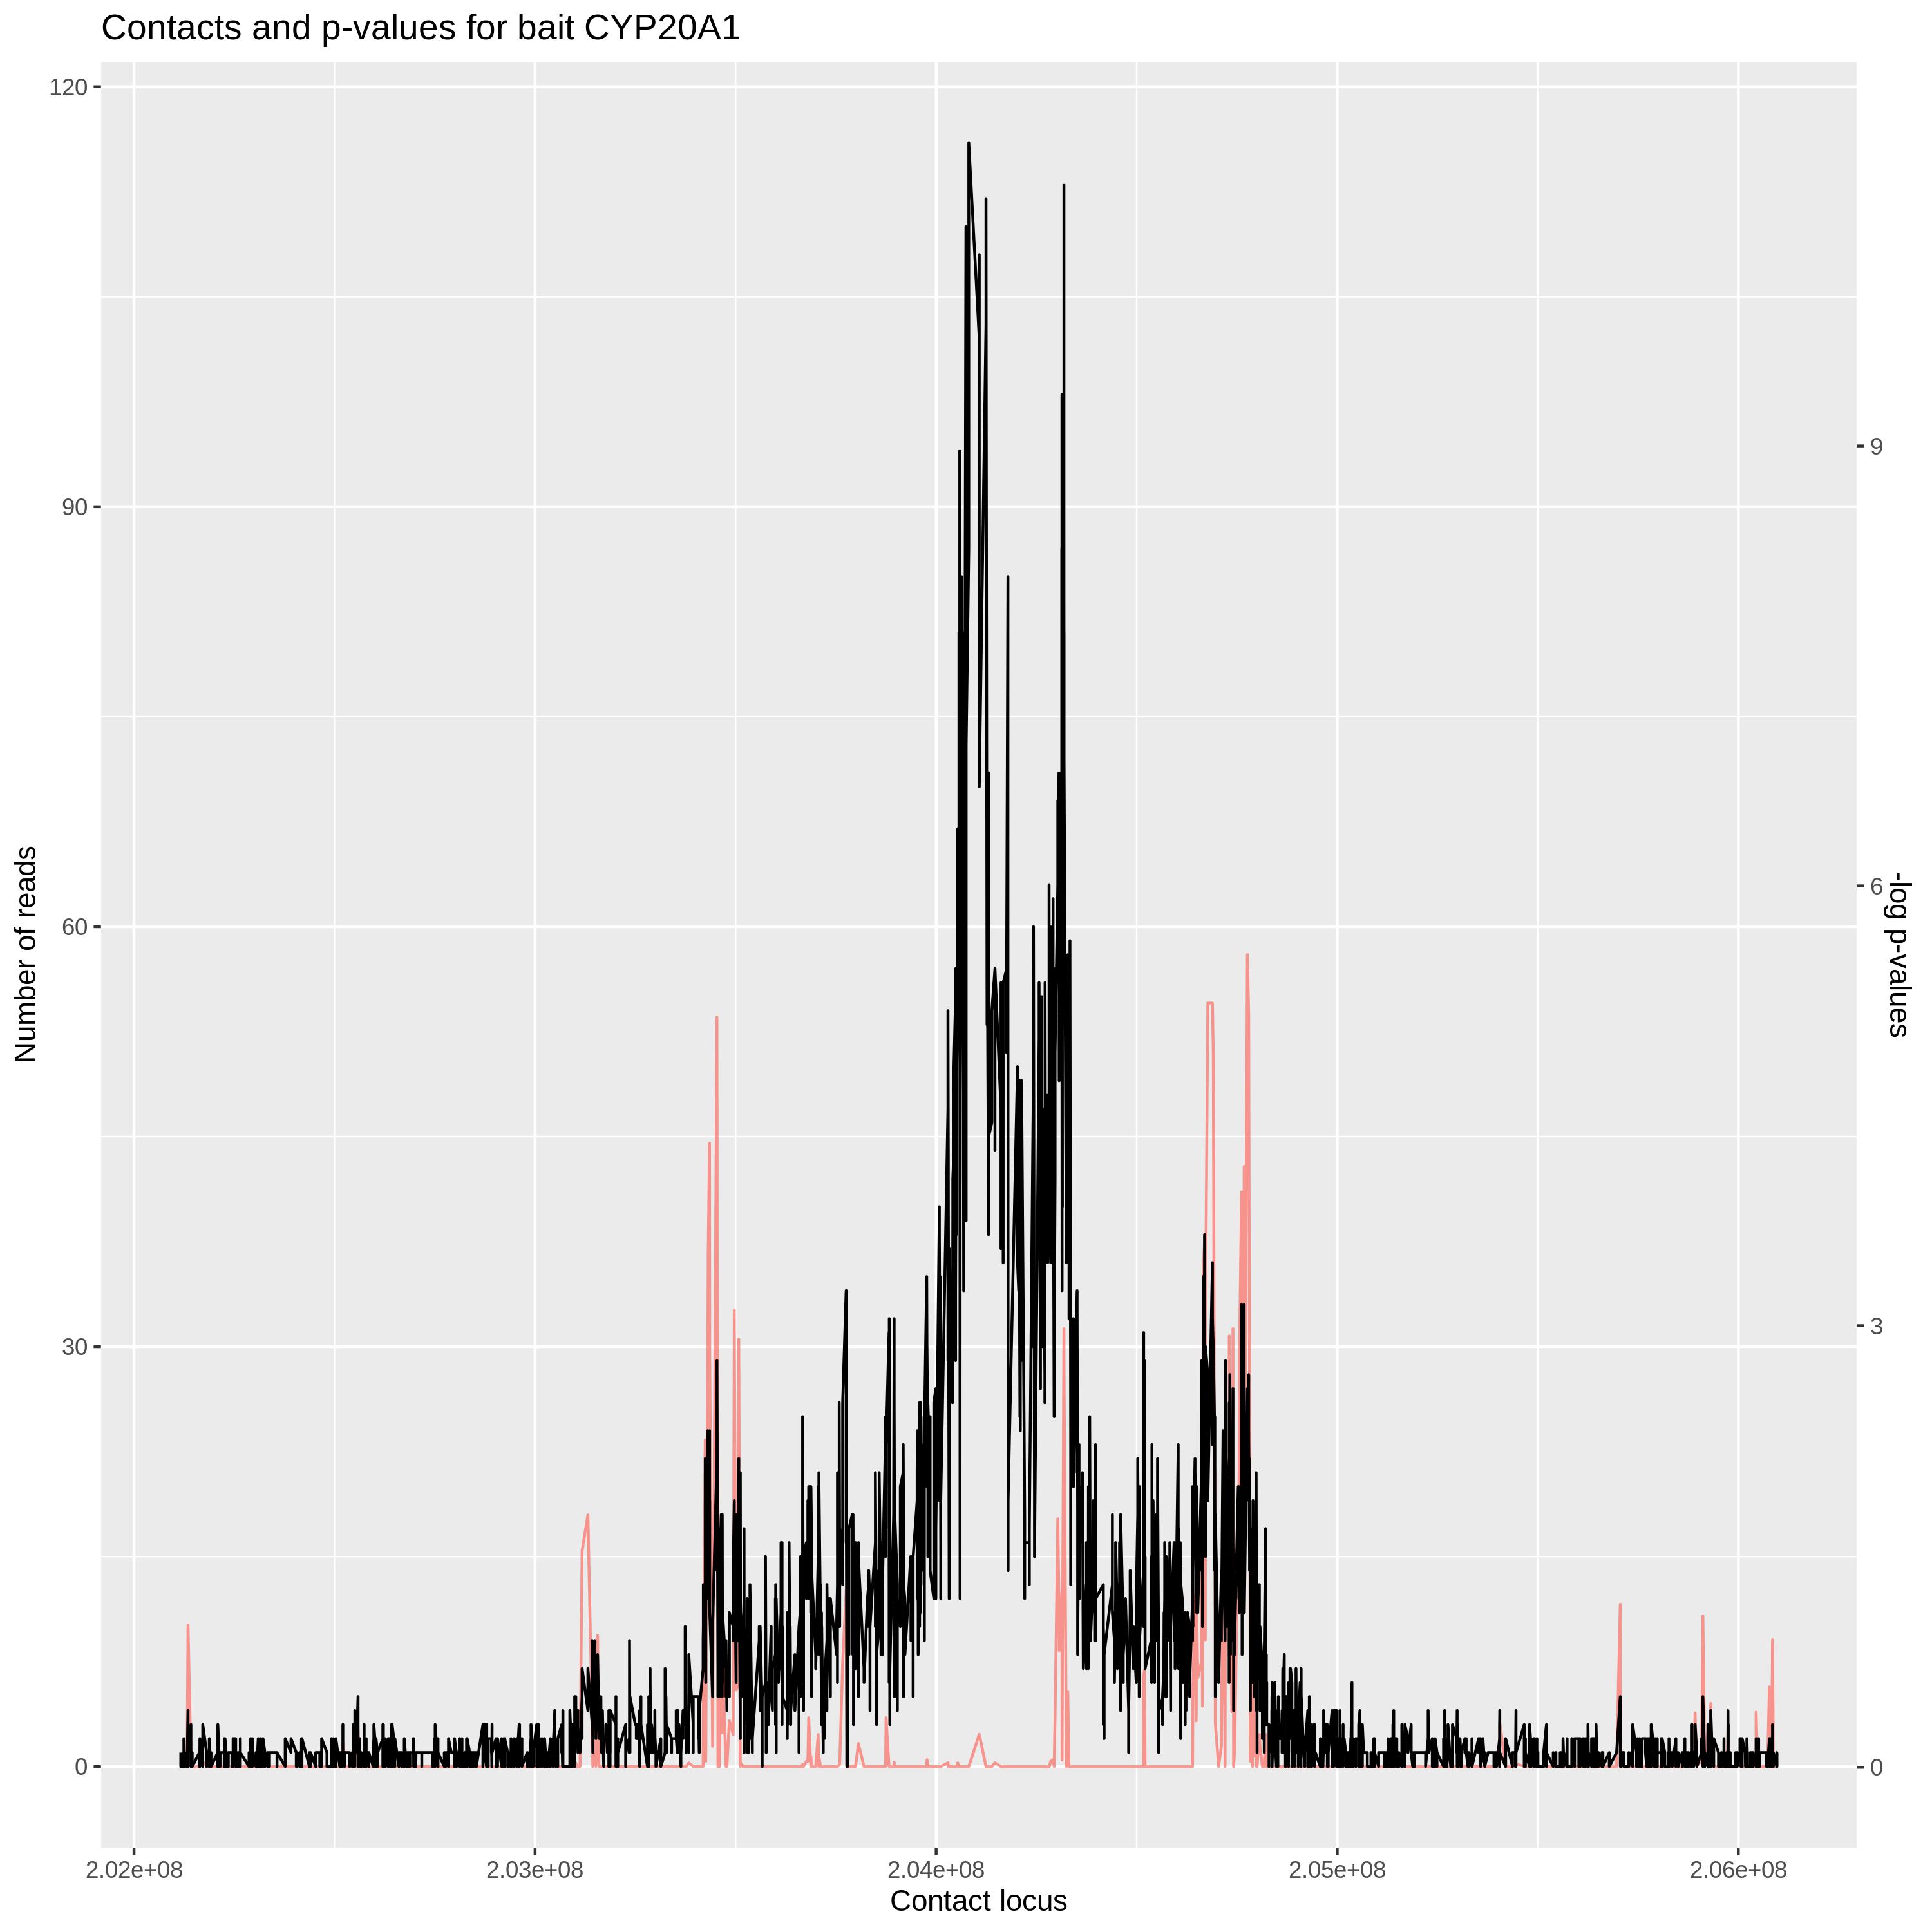 Contacts and p-values for bait CYP20A1
120
90
60
30
0
Number of reads
9
6
3
0
-log p-values
2.02e+08 2.03e+08 2.04e+08 2.05e+08 2.06e+08
Contact locus